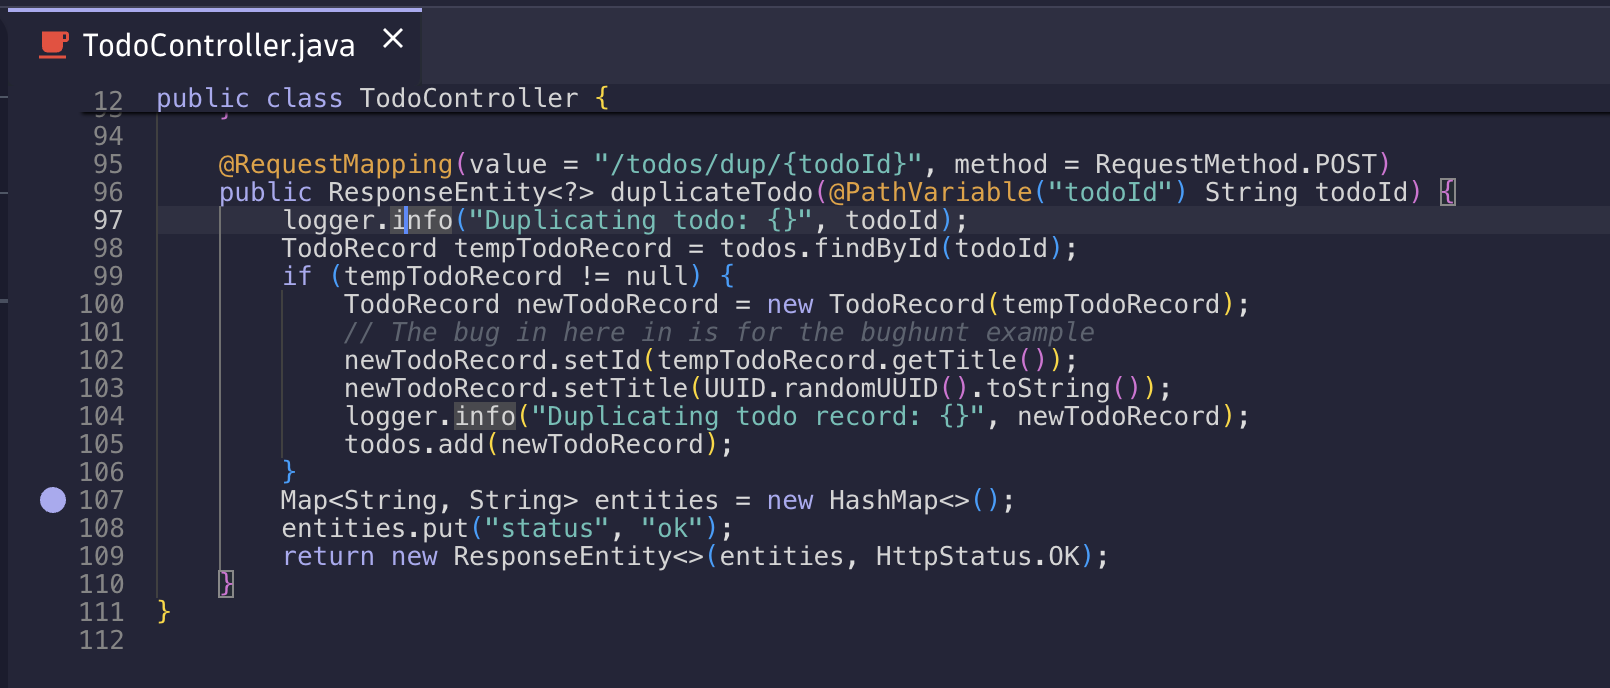 TodoController.java
12 public class TodoController {
93 }
94
95 @RequestMapping(value = "/todos/dup/{todoId}", method = RequestMethod.POST)
96 public ResponseEntity<?> duplicateTodo(@PathVariable("todoId") String todoId) {
97 logger.info("Duplicating todo: {}", todoId);
98 TodoRecord tempTodoRecord = todos.findById(todoId);
99 if (tempTodoRecord != null) {
100 TodoRecord newTodoRecord = new TodoRecord(tempTodoRecord);
101 // The bug in here in is for the bughunt example
102 newTodoRecord.setId(tempTodoRecord.getTitle());
103 newTodoRecord.setTitle(UUID.randomUUID().toString());
104 logger.info("Duplicating todo record: {}", newTodoRecord);
105 todos.add(newTodoRecord);
106 }
107 Map<String, String> entities = new HashMap<>();
108 entities.put("status", "ok");
109 return new ResponseEntity<>(entities, HttpStatus.OK);
110 }
111 }
112